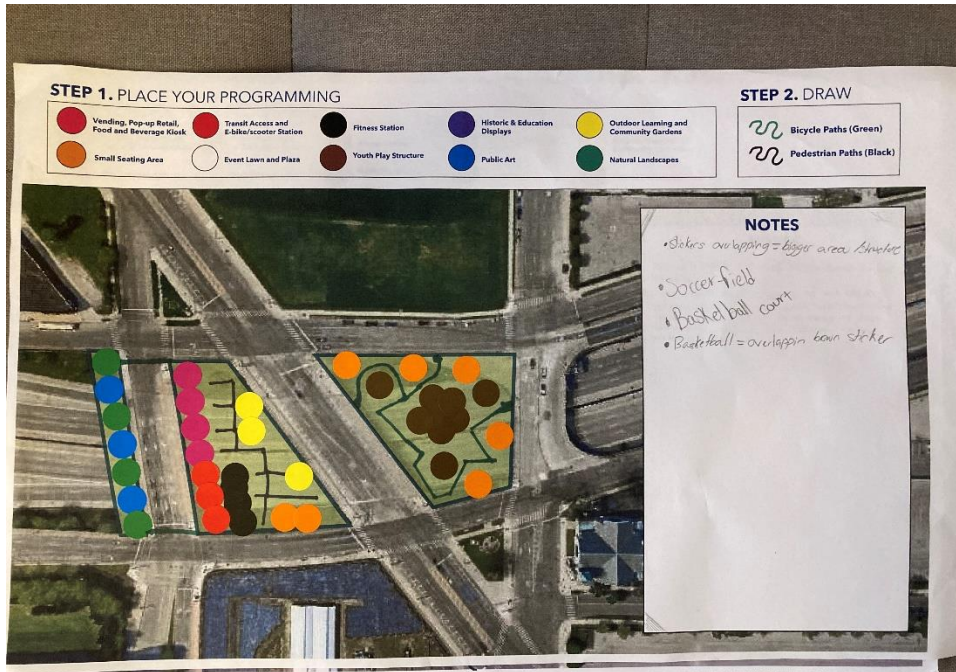 STEP 1. PLACE YOUR PROGRAMMING
Vending, Pop-up Retail,
Food and Beverage Kiosk
Transit Access and
E-bike/scooter Station
Fitness Station
Historic & Education
Displays
Outdoor Learning and
Community Gardens
Small Seating Area
Event Lawn and Plaza
Youth Play Structure
Public Art
Natural Landscapes
STEP 2. DRAW
Bicycle Paths (Green)
Pedestrian Paths (Black)
NOTES
•Stickers overlapping = bigger area/structure
•Soccer field
•Basketball court
•Basketball = overlappin boun sticker